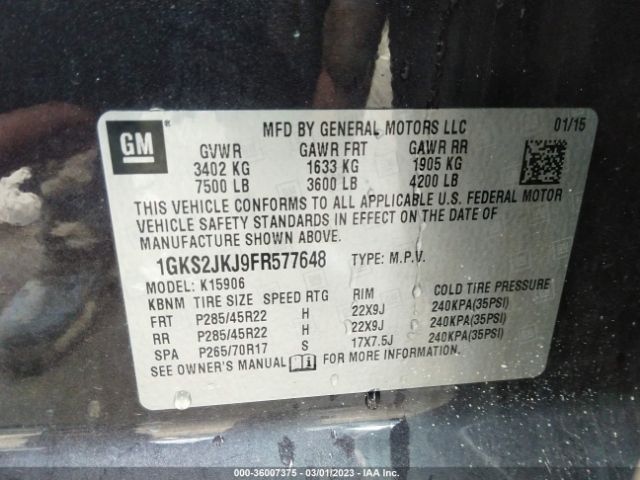 GM
MFD BY GENERAL MOTORS LLC 01/15
GVWR GAWR FRT GAWR RR
3402 KG 1633 KG 1905 KG
7500 LB 3600 LB 4200 LB
THIS VEHICLE CONFORMS TO ALL APPLICABLE U.S. FEDERAL MOTOR
VEHICLE SAFETY STANDARDS IN EFFECT ON THE DATE OF
MANUFACTURE SHOWN ABOVE.
1GKS2JKJ9FR577648 TYPE: M.P.V.
MODEL: K15906
KBNM TIRE SIZE SPEED RTG RIM COLD TIRE PRESSURE
FRT P285/45R22 H 22X9J 240KPA(35PSI)
RR P285/45R22 H 22X9J 240KPA(35PSI)
SPA P265/70R17 S 17X7.5J 240KPA(35PSI)
SEE OWNER'S MANUAL FOR MORE INFORMATION.
000-36007375 - 03/01/2023 - IAA Inc.